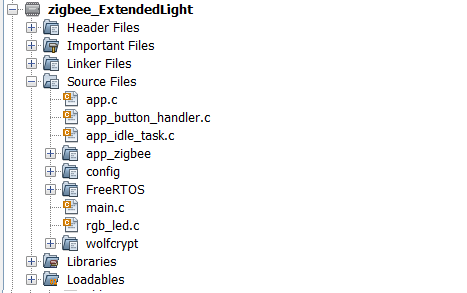 zigbee_ExtendedLight
Header Files
Important Files
Linker Files
Source Files
app.c
app_button_handler.c
app_idle_task.c
app_zigbee
config
FreeRTOS
main.c
rgb_led.c
wolfcrypt
Libraries
Loadables